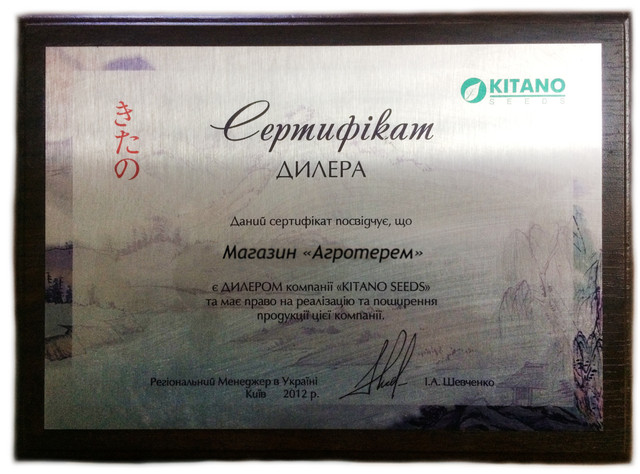 KITANO
SEEDS
きたの
Сертифікат
ДИЛЕРА
Даний сертифікат посвідчує, що
Магазин «Агротерем»
є ДИЛЕРОМ компанії «KITANO SEEDS»
та має право на реалізацію та поширення
продукції цієї компанії.
Регіональний Менеджер в Україні
І.А. Шевченко
Київ 2012 р.